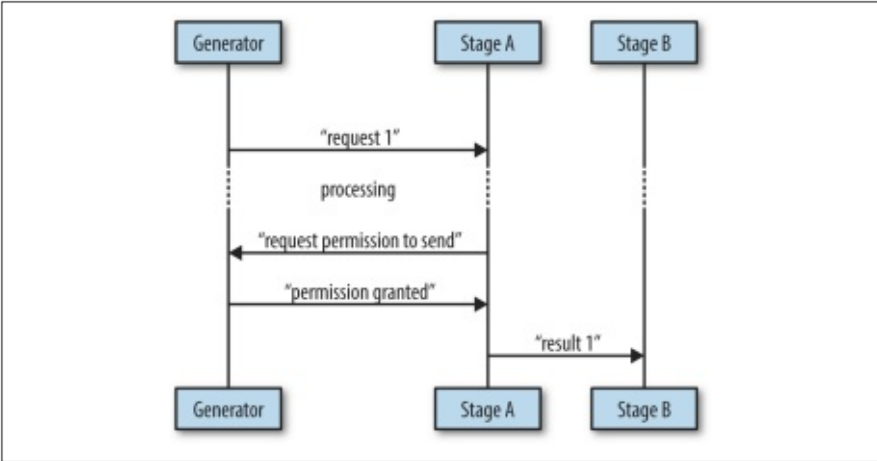 Generator Stage A Stage B
“request 1”
processing
“request permission to send”
“permission granted”
“result 1”
Generator Stage A Stage B